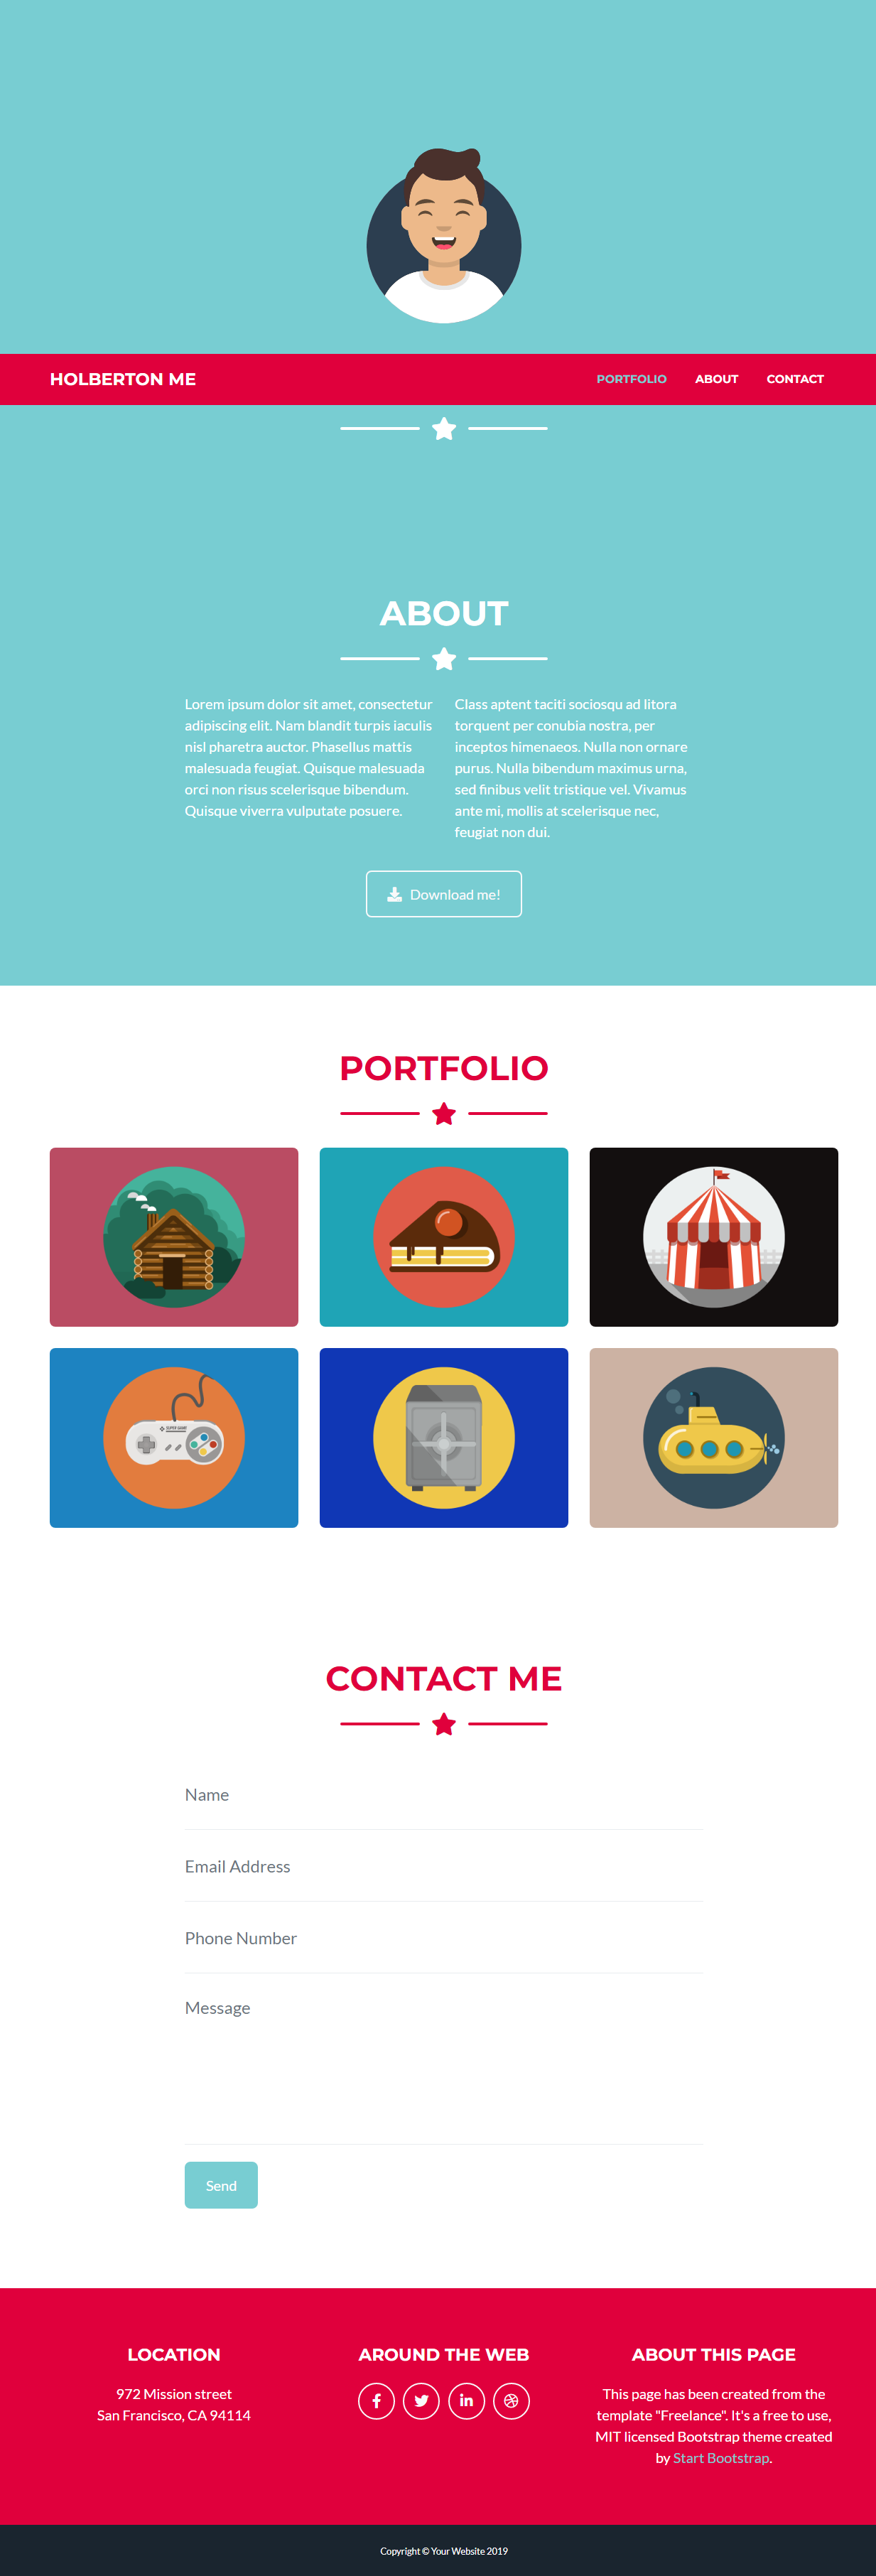 HOLBERTON ME
PORTFOLIO
ABOUT
CONTACT
ABOUT
Lorem ipsum dolor sit amet, consectetur
adipiscing elit. Nam blandit turpis iaculis
nisl pharetra auctor. Phasellus mattis
malesuada feugiat. Quisque malesuada
orci non risus scelerisque bibendum.
Quisque viverra vulputate posuere.
Class aptent taciti sociosqu ad litora
torquent per conubia nostra, per
inceptos himenaeos. Nulla non ornare
purus. Nulla bibendum maximus urna,
sed finibus velit tristique vel. Vivamus
ante mi, mollis at scelerisque nec,
feugiat non dui.
Download me!
PORTFOLIO
SUPER GAME
CONTACT ME
Name
Email Address
Phone Number
Message
Send
LOCATION
972 Mission street
San Francisco, CA 94114
AROUND THE WEB
ABOUT THIS PAGE
This page has been created from the
template "Freelance". It's a free to use,
MIT licensed Bootstrap theme created
by Start Bootstrap.
Copyright © Your Website 2019